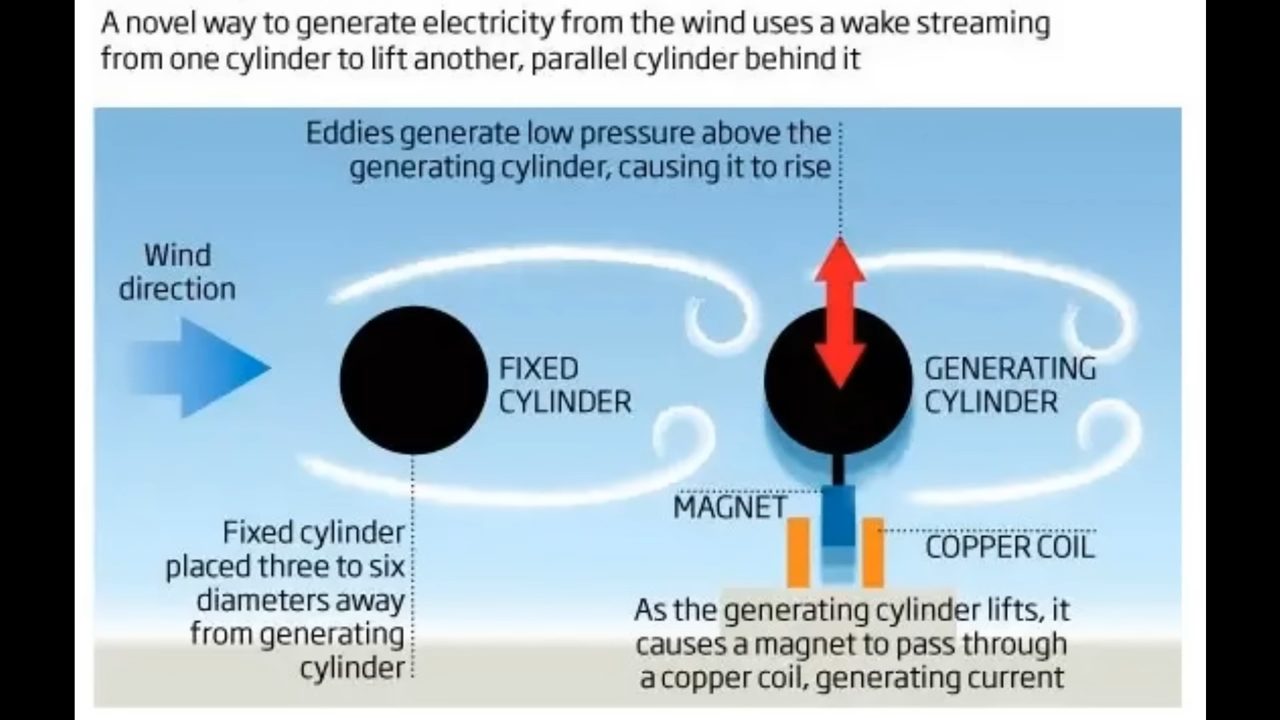 A novel way to generate electricity from the wind uses a wake streaming
from one cylinder to lift another, parallel cylinder behind it
Eddies generate low pressure above the
generating cylinder, causing it to rise
Wind
direction
FIXED
CYLINDER
GENERATING
CYLINDER
MAGNET
COPPER COIL
Fixed cylinder
placed three to six
diameters away
from generating
cylinder
As the generating cylinder lifts, it
causes a magnet to pass through
a copper coil, generating current